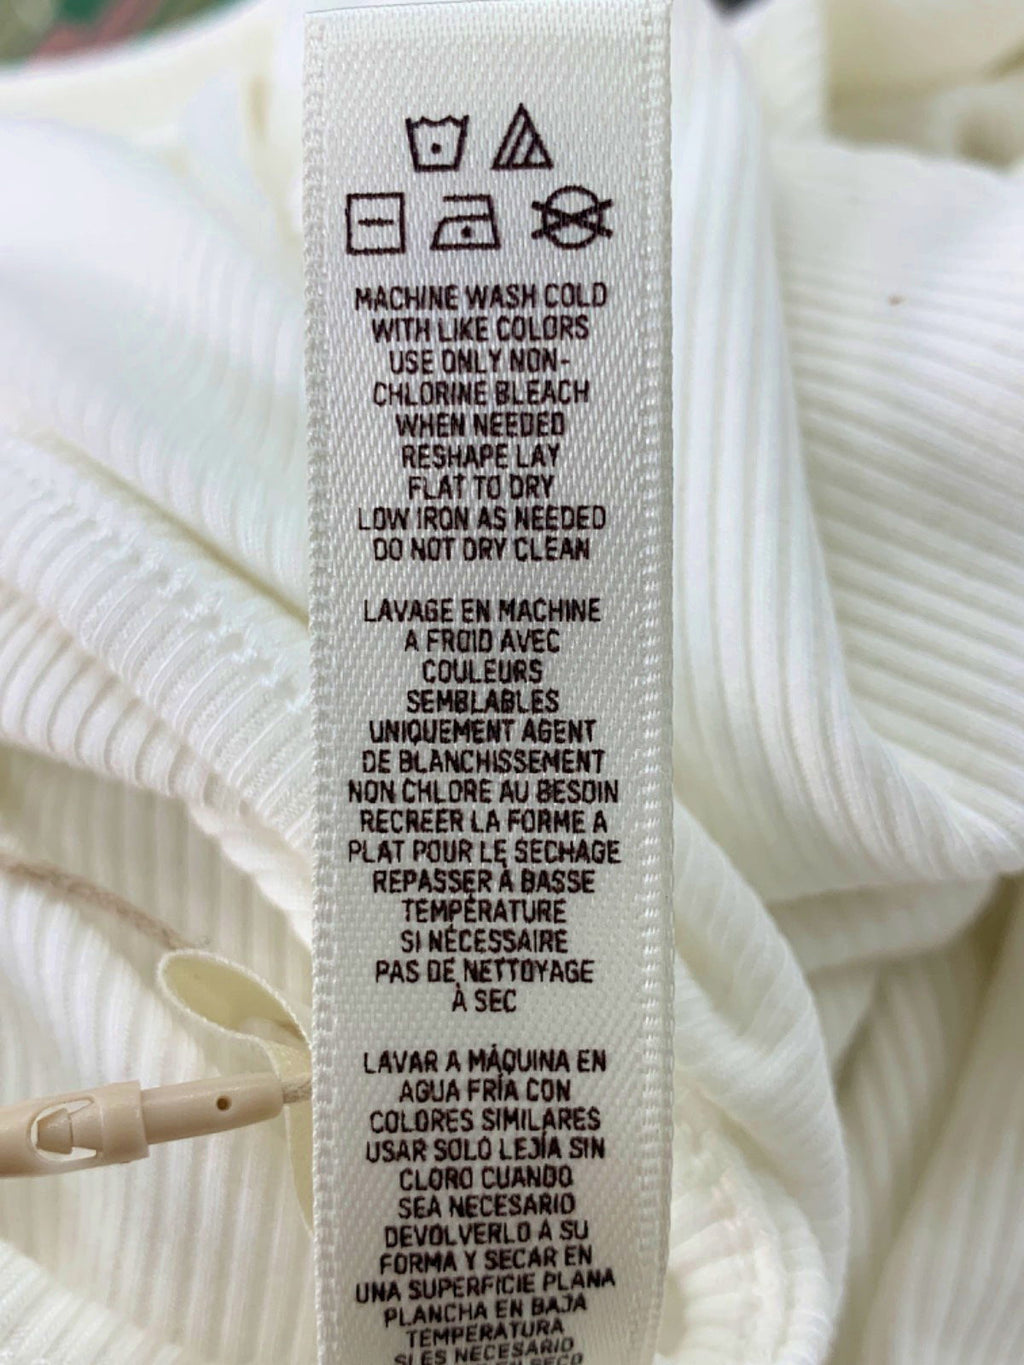 MACHINE WASH COLD
WITH LIKE COLORS
USE ONLY NON-
CHLORINE BLEACH
WHEN NEEDED
RESHAPE LAY
FLAT TO DRY
LOW IRON AS NEEDED
DO NOT DRY CLEAN
LAVAGE EN MACHINE
A FROID AVEC
COULEURS
SEMBLABLES
UNIQUEMENT AGENT
DE BLANCHISSEMENT
NON CHLORE AU BESOIN
RECREER LA FORME A
PLAT POUR LE SECHAGE
REPASSER À BASSE
TEMPÉRATURE
SI NÉCESSAIRE
PAS DE NETTOYAGE
À SEC
LAVAR A MÁQUINA EN
AGUA FRÍA CON
COLORES SIMILARES
USAR SOLO LEJÍA SIN
CLORO CUANDO
SEA NECESARIO
DEVOLVERLO A SU
FORMA Y SECAR EN
UNA SUPERFICIE PLANA
PLANCHA EN BAJA
TEMPERATURA
SI ES NECESARIO